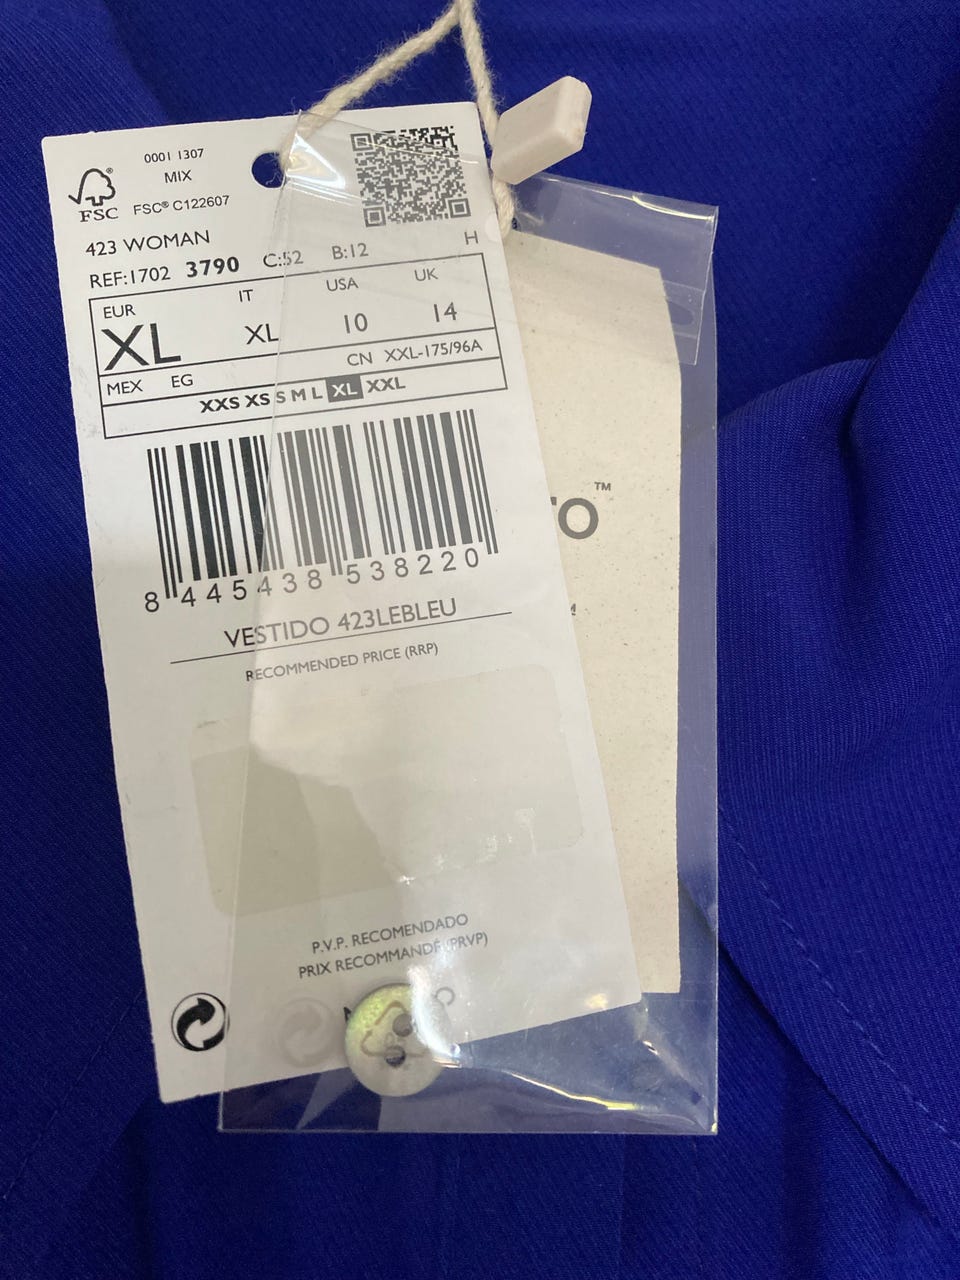 0001 1307
MIX
FSC® C122607
FSC
423 WOMAN
H
REF:1702 3790 C:52 B:12
EUR IT USA UK
XL XL 10 14
CN XXL-175/96A
MEX EG
XXS XS S M L XL XXL
8 445438 538220
VESTIDO 423LEBLEU
RECOMMENDED PRICE (RRP)
P.V.P. RECOMENDADO
PRIX RECOMMANDÉ (PRVP)
TM